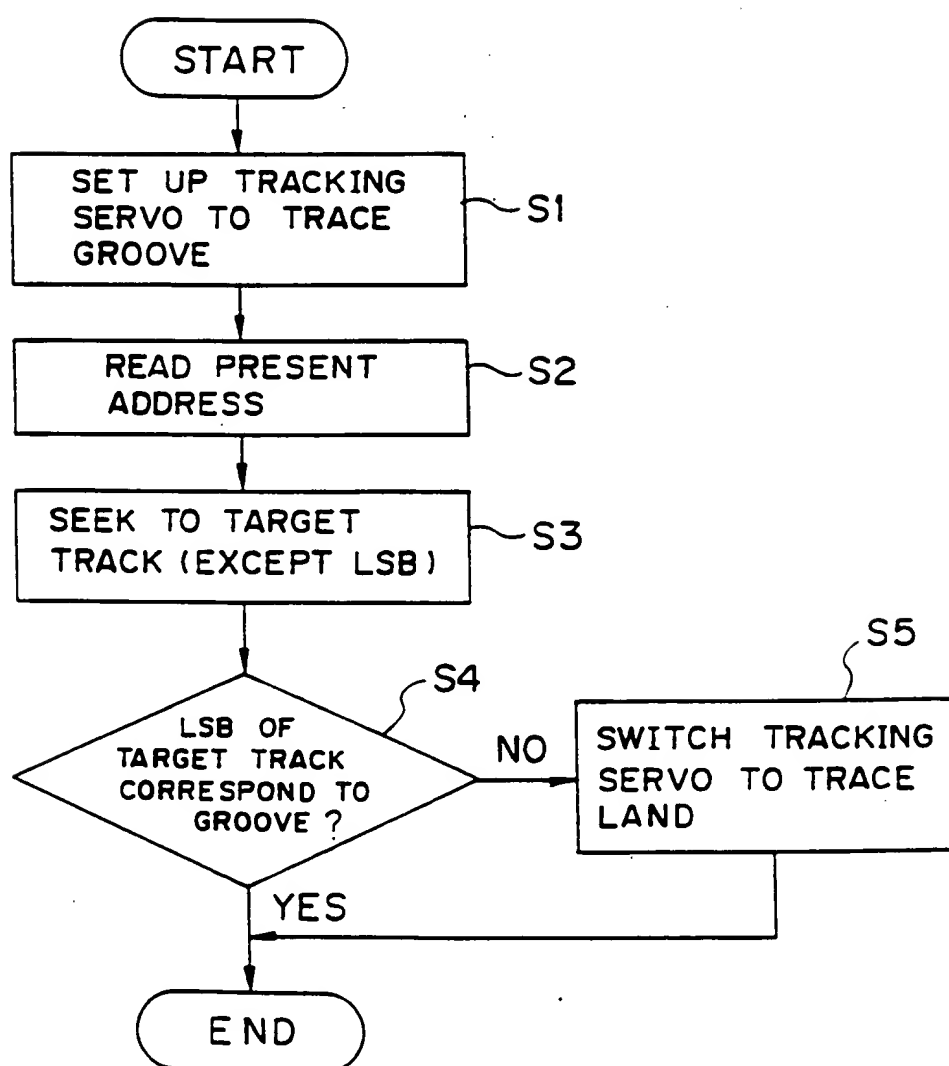 START
SET UP TRACKING
SERVO TO TRACE
GROOVE
S1
READ PRESENT
ADDRESS
S2
SEEK TO TARGET
TRACK (EXCEPT LSB)
S3
S4
LSB OF
TARGET TRACK
CORRESPOND TO
GROOVE ?
NO
YES
S5
SWITCH TRACKING
SERVO TO TRACE
LAND
END